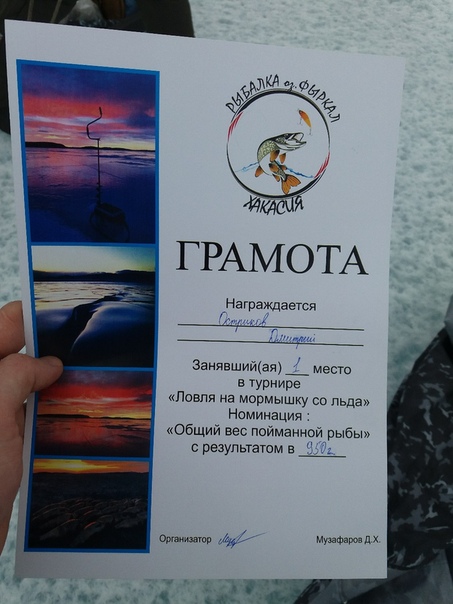 РЫБАЛКА оз. ФЫРКАЛ
ХАКАСИЯ
ГРАМОТА
Награждается
Остриков
Дмитрий
Занявший(ая) 1 место
в турнире
«Ловля на мормышку со льда»
Номинация :
«Общий вес пойманной рыбы»
с результатом в 950г.
Организатор
Музафаров Д.Х.